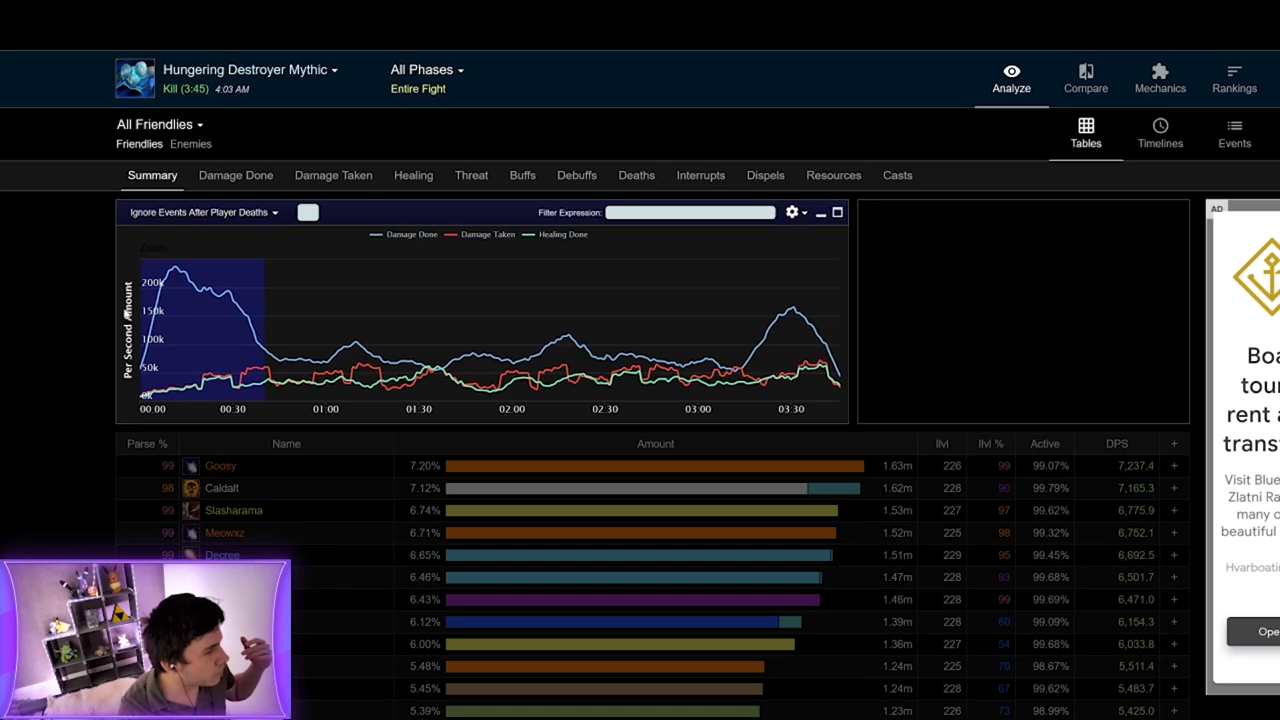 Hungering Destroyer Mythic
Kill (3:45) 4:03 AM
All Phases
Entire Fight
Analyze
Compare
Mechanics
Rankings
All Friendlies
Friendlies Enemies
Tables
Timelines
Events
Summary Damage Done Damage Taken Healing Threat Buffs Debuffs Deaths Interrupts Dispels Resources Casts
Ignore Events After Player Deaths
Filter Expression:
AD
Damage Done Damage Taken Healing Done
Zoom
Per Second Amount
200k
150k
100k
50k
0k
00:00 00:30 01:00 01:30 02:00 02:30 03:00 03:30
Boa
tour
rent a
trans
Visit Blue
Zlatni Ra
many o
beautiful
Hvarboatin
Ope
Parse % Name Amount Ilvl Ilvl % Active DPS +
99 Goosy 7.20% 1.63m 226 99 99.07% 7,237.4 +
98 Caldalt 7.12% 1.62m 228 90 99.79% 7,165.3 +
99 Slasharama 6.74% 1.53m 227 97 99.62% 6,775.9 +
99 Meowxz 6.71% 1.52m 225 98 99.32% 6,752.1 +
99 Decree 6.65% 1.51m 229 95 99.45% 6,692.5 +
6.46% 1.47m 228 93 99.68% 6,501.7 +
6.43% 1.46m 228 99 99.69% 6,471.0 +
6.12% 1.39m 228 60 99.09% 6,154.3 +
6.00% 1.36m 227 54 99.68% 6,033.8 +
5.48% 1.24m 225 70 98.67% 5,511.4 +
5.45% 1.24m 228 67 99.62% 5,483.7 +
5.39% 1.23m 226 73 98.99% 5,425.0 +